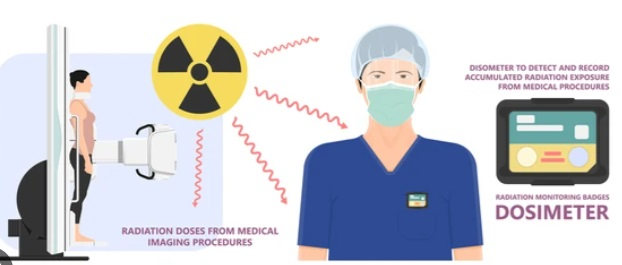 DISOMETER TO DETECT AND RECORD
ACCUMULATED RADIATION EXPOSURE
FROM MEDICAL PROCEDURES
RADIATION MONITORING BADGES
DOSIMETER
RADIATION DOSES FROM MEDICAL
IMAGING PROCEDURES